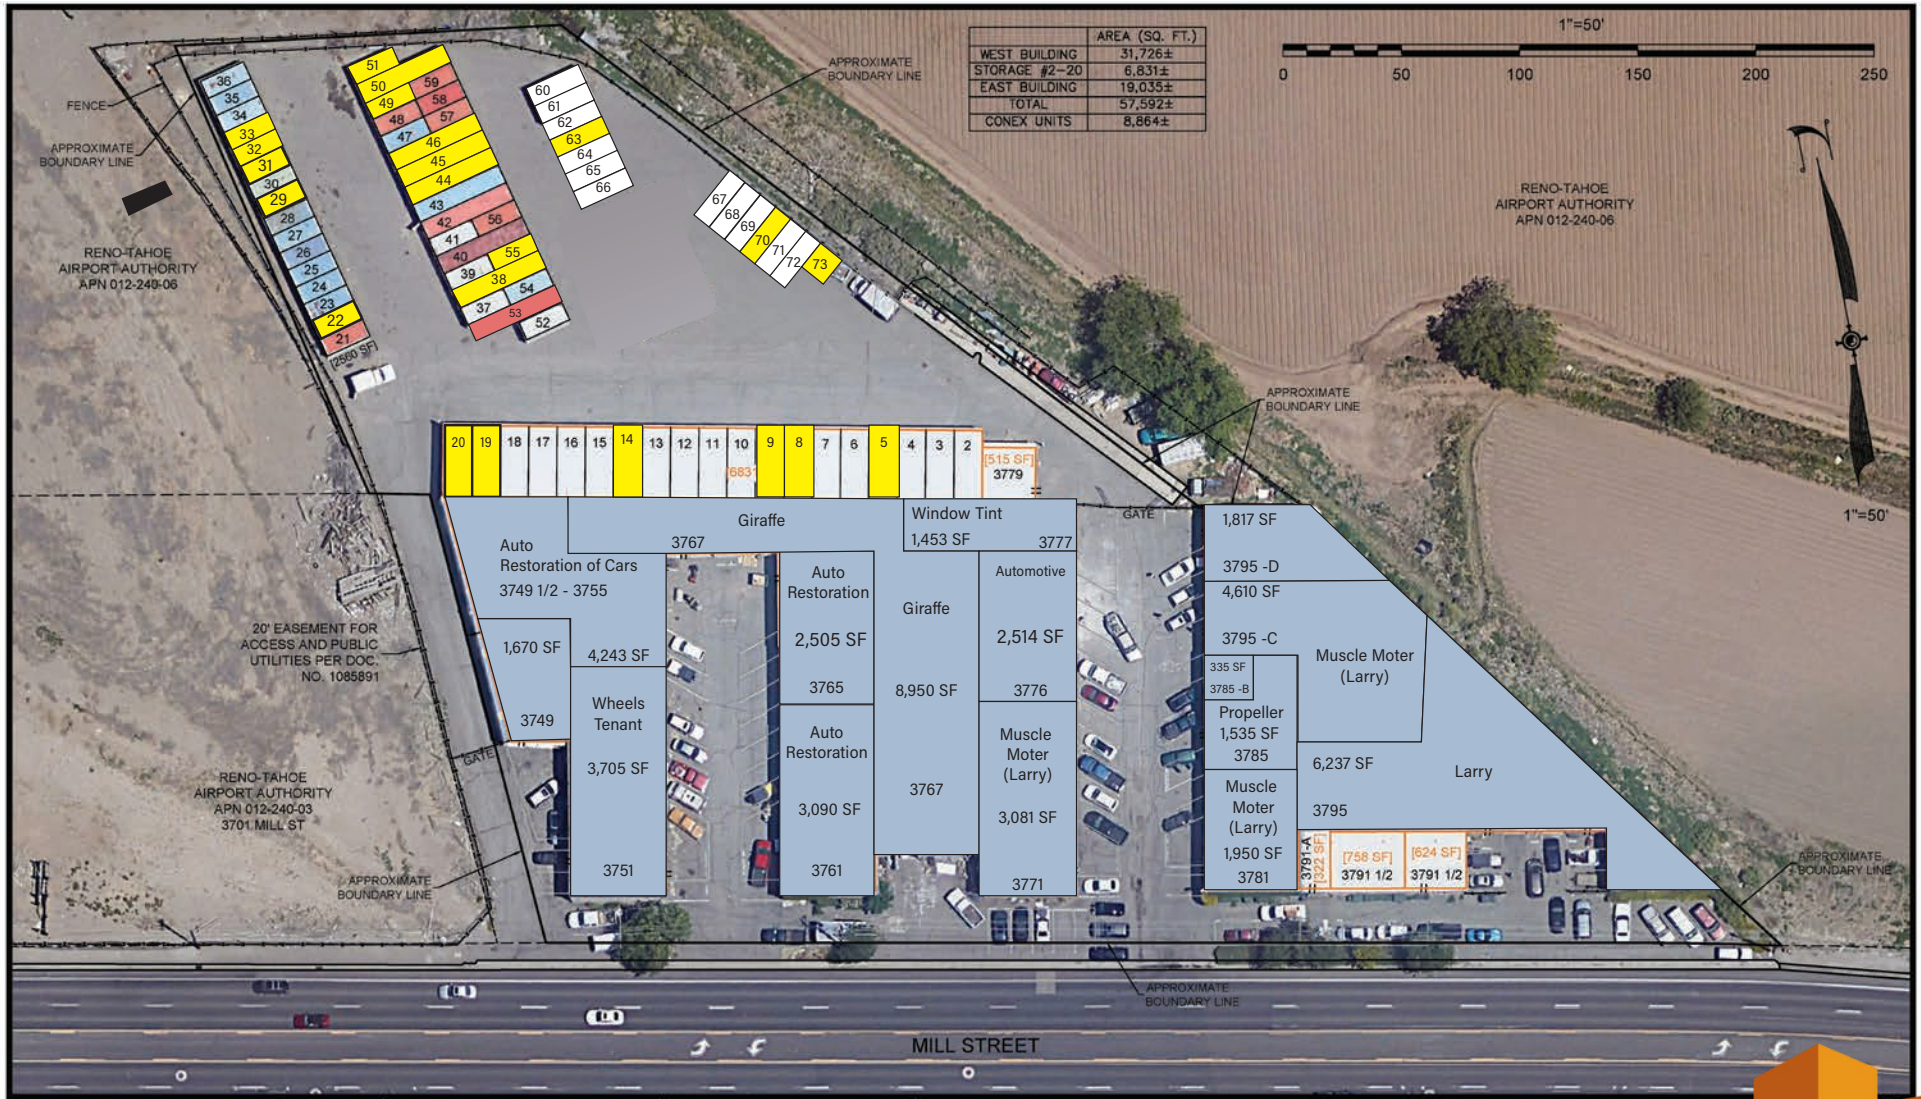 AREA (SQ. FT.)
WEST BUILDING 31,726±
STORAGE #2-20 6,831±
EAST BUILDING 19,035±
TOTAL 57,592±
CONEX UNITS 8,864±
1"=50'
0 50 100 150 200 250
APPROXIMATE
BOUNDARY LINE
FENCE
APPROXIMATE
BOUNDARY LINE
RENO-TAHOE
AIRPORT AUTHORITY
APN 012-240-06
RENO-TAHOE
AIRPORT AUTHORITY
APN 012-240-06
36
35
34
33
32
31
30
29
28
27
26
25
24
23
22
21
[2560 SF]
51
50
59
49
58
48
57
47
46
45
44
43
42
56
41
40
55
39
38
54
37
53
52
60
61
62
63
64
65
66
67
68
69
70
71
72
73
APPROXIMATE
BOUNDARY LINE
1"=50'
20 19 18 17 16 15 14 13 12 11 10 9 8 7 6 5 4 3 2
[683
[515 SF]
3779
GATE
Giraffe
3767
Window Tint
1,453 SF 3777
Auto
Restoration of Cars
3749 1/2 - 3755
4,243 SF
1,670 SF
3749
Wheels
Tenant
3,705 SF
3751
Auto
Restoration
2,505 SF
3765
Auto
Restoration
3,090 SF
3761
Giraffe
8,950 SF
3767
Automotive
2,514 SF
3776
Muscle
Moter
(Larry)
3,081 SF
3771
1,817 SF
3795 -D
4,610 SF
3795 -C
Muscle Moter
(Larry)
335 SF
3785 -B
Propeller
1,535 SF
3785
6,237 SF
Larry
3795
Muscle
Moter
(Larry)
1,950 SF
3781
3791-A
[322 SF]
[758 SF]
3791 1/2
[624 SF]
3791 1/2
20' EASEMENT FOR
ACCESS AND PUBLIC
UTILITIES PER DOC.
NO. 1085891
GATE
RENO-TAHOE
AIRPORT AUTHORITY
APN 012-240-03
3701 MILL ST
APPROXIMATE
BOUNDARY LINE
APPROXIMATE
BOUNDARY LINE
APPROXIMATE
BOUNDARY LINE
MILL STREET